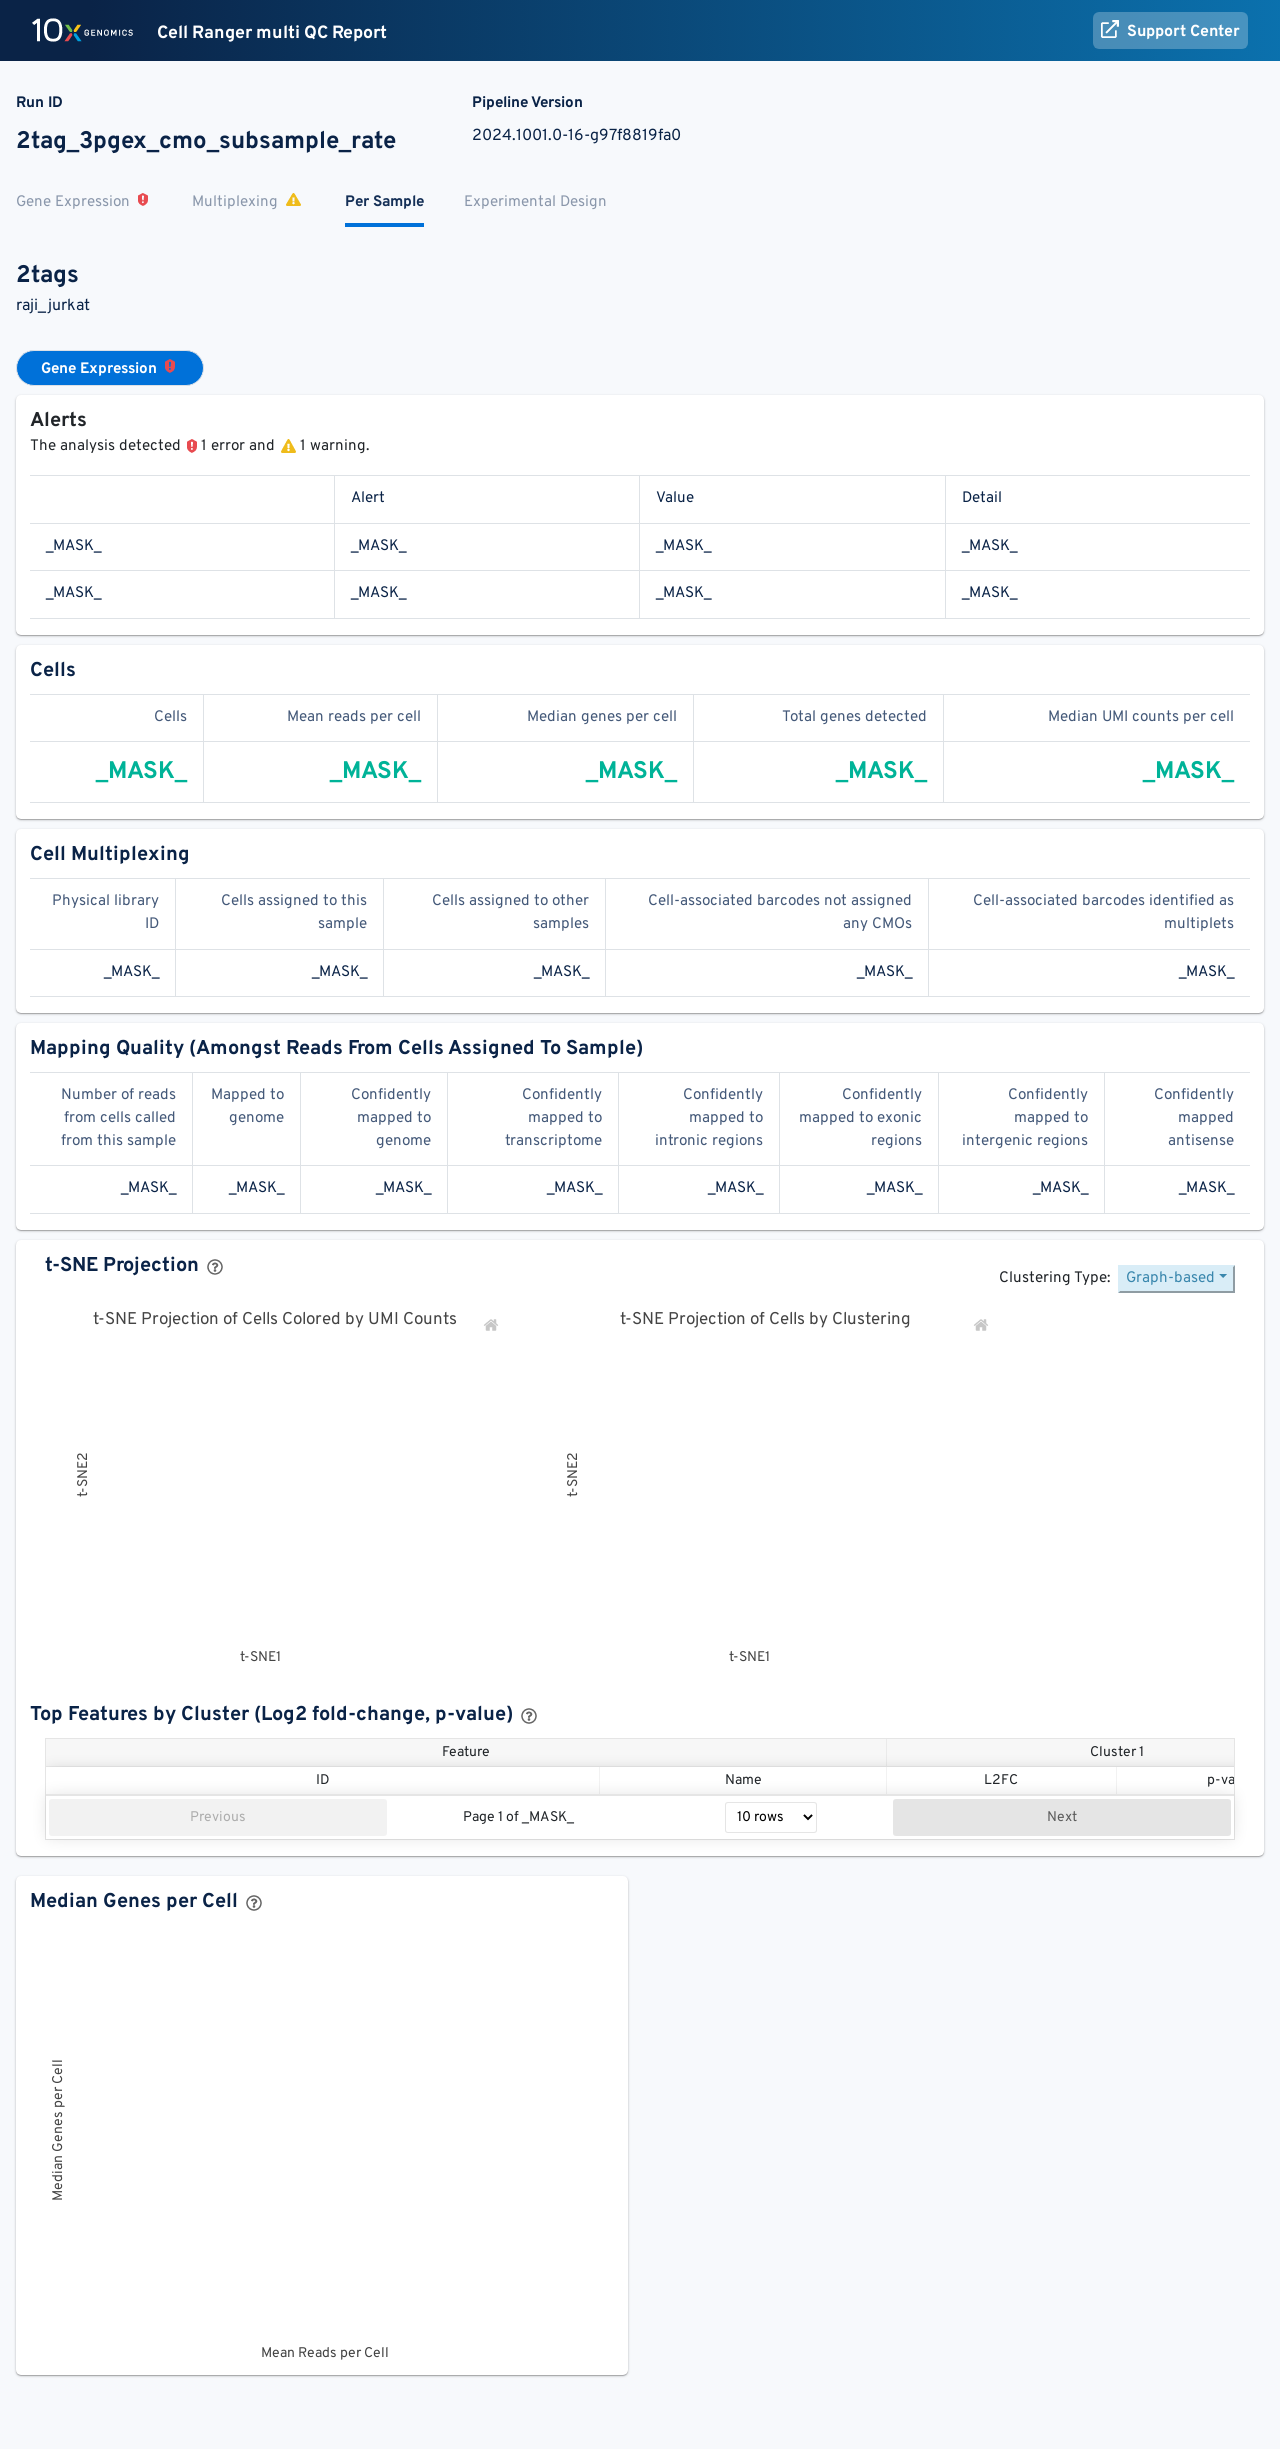 10x GENOMICS Cell Ranger multi QC Report Support Center
Run ID Pipeline Version
2tag_3pgex_cmo_subsample_rate 2024.1001.0-16-g97f8819fa0
Gene Expression Multiplexing Per Sample Experimental Design
2tags
raji_jurkat
Gene Expression
Alerts
The analysis detected 1 error and 1 warning.
Alert Value Detail
_MASK_ _MASK_ _MASK_ _MASK_
_MASK_ _MASK_ _MASK_ _MASK_
Cells
Cells Mean reads per cell Median genes per cell Total genes detected Median UMI counts per cell
_MASK_ _MASK_ _MASK_ _MASK_ _MASK_
Cell Multiplexing
Physical library Cells assigned to this Cells assigned to other Cell-associated barcodes not assigned Cell-associated barcodes identified as
ID sample samples any CMOs multiplets
_MASK_ _MASK_ _MASK_ _MASK_ _MASK_
Mapping Quality (Amongst Reads From Cells Assigned To Sample)
Number of reads Mapped to Confidently Confidently Confidently Confidently Confidently Confidently
from cells called genome mapped to mapped to mapped to mapped to exonic mapped to mapped
from this sample genome transcriptome intronic regions regions intergenic regions antisense
_MASK_ _MASK_ _MASK_ _MASK_ _MASK_ _MASK_ _MASK_ _MASK_
t-SNE Projection
Clustering Type: Graph-based
t-SNE Projection of Cells Colored by UMI Counts t-SNE Projection of Cells by Clustering
t-SNE2 t-SNE2
t-SNE1 t-SNE1
Top Features by Cluster (Log2 fold-change, p-value)
Feature Cluster 1
ID Name L2FC p-va
Previous Page 1 of _MASK_ 10 rows Next
Median Genes per Cell
Median Genes per Cell
Mean Reads per Cell